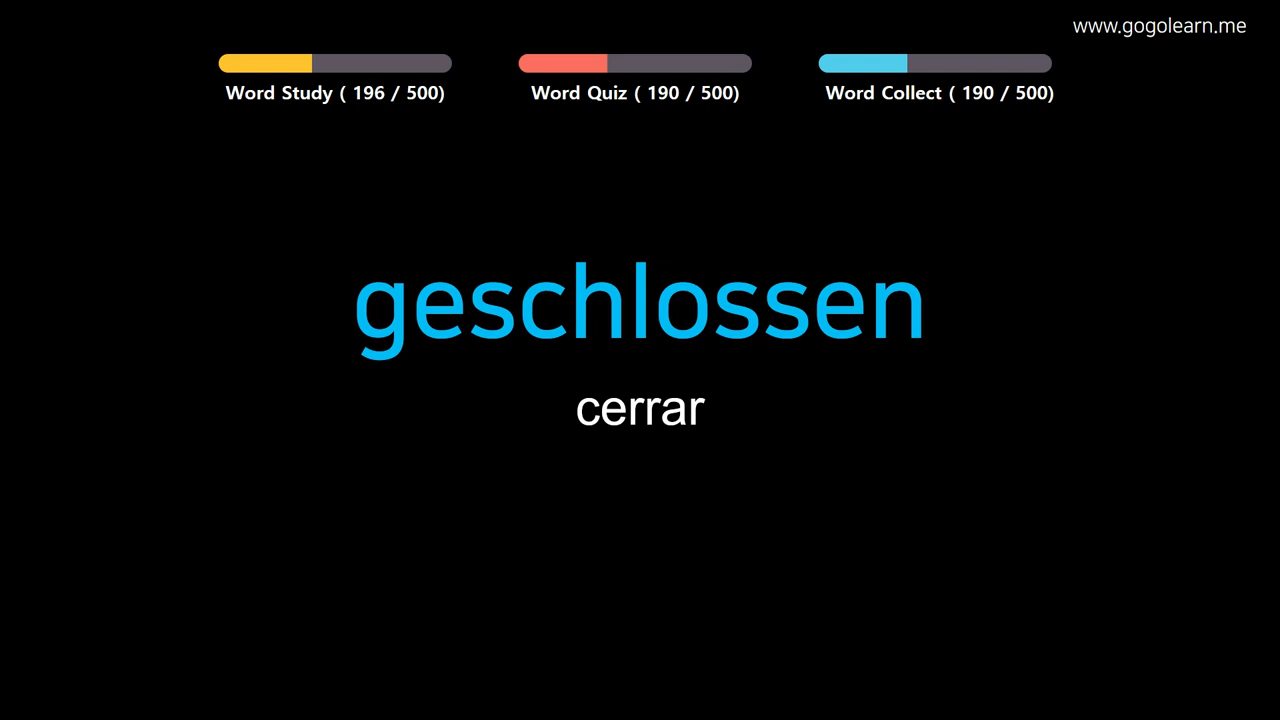 www.gogolearn.me
Word Study ( 196 / 500)
Word Quiz ( 190 / 500)
Word Collect ( 190 / 500)
geschlossen
cerrar